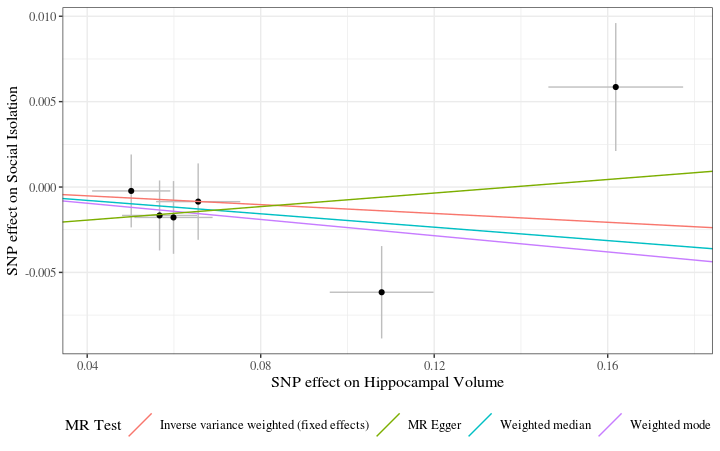 SNP effect on Social Isolation
0.010
0.005
0.000
-0.005
0.04
0.08
0.12
0.16
SNP effect on Hippocampal Volume
MR Test
Inverse variance weighted (fixed effects)
MR Egger
Weighted median
Weighted mode